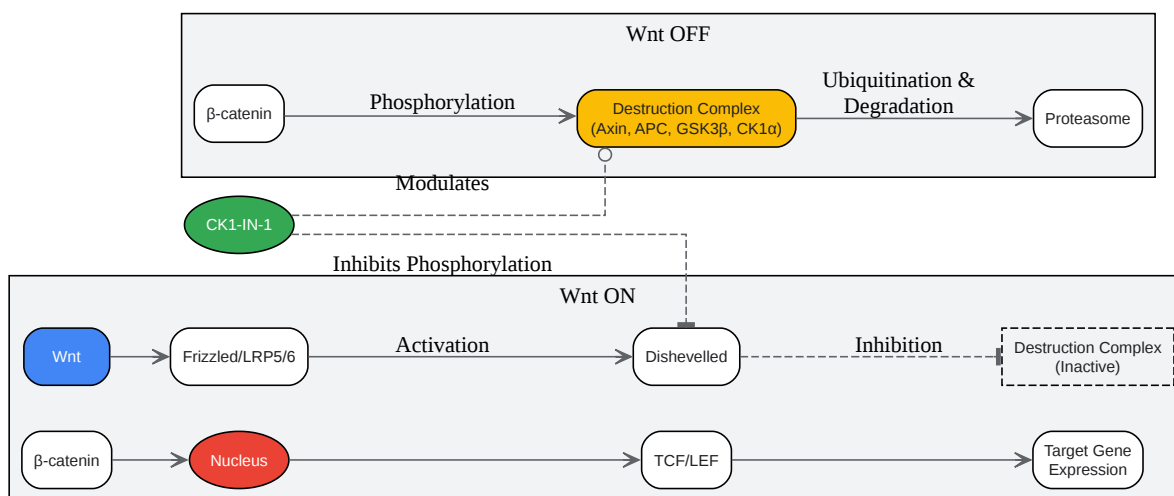 Wnt OFF
β-catenin
Phosphorylation
Destruction Complex
(Axin, APC, GSK3β, CK1α)
Ubiquitination &
Degradation
Proteasome
Modulates
CK1-IN-1
Inhibits Phosphorylation
Wnt ON
Wnt
Frizzled/LRP5/6
Activation
Dishevelled
Inhibition
Destruction Complex
(Inactive)
β-catenin
Nucleus
TCF/LEF
Target Gene
Expression